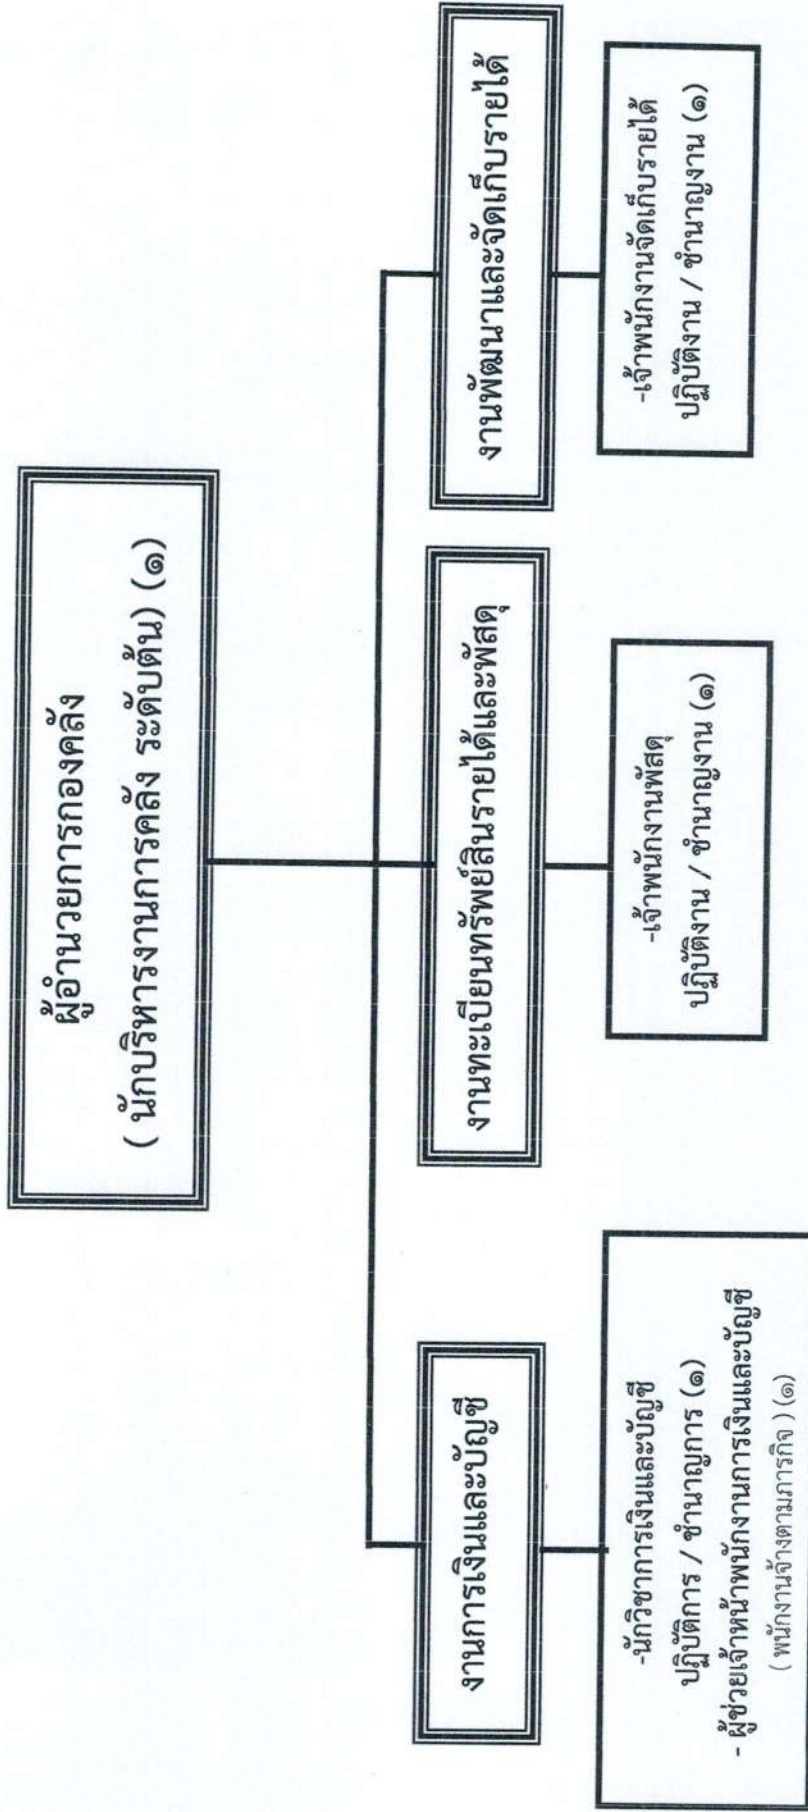 ผู้อำนวยการกองคลัง
( นักบริหารงานการคลัง ระดับต้น) (๑)
งานการเงินและบัญชี
-นักวิชาการเงินและบัญชี
ปฏิบัติการ / ชำนาญการ (๑)
- ผู้ช่วยเจ้าหน้าพนักงานการเงินและบัญชี
( พนักงานจ้างตามภารกิจ ) (๑)
งานทะเบียนทรัพย์สินรายได้และพัสดุ
-เจ้าพนักงานพัสดุ
ปฏิบัติงาน / ชำนาญงาน (๑)
งานพัฒนาและจัดเก็บรายได้
-เจ้าพนักงานจัดเก็บรายได้
ปฏิบัติงาน / ชำนาญงาน (๑)